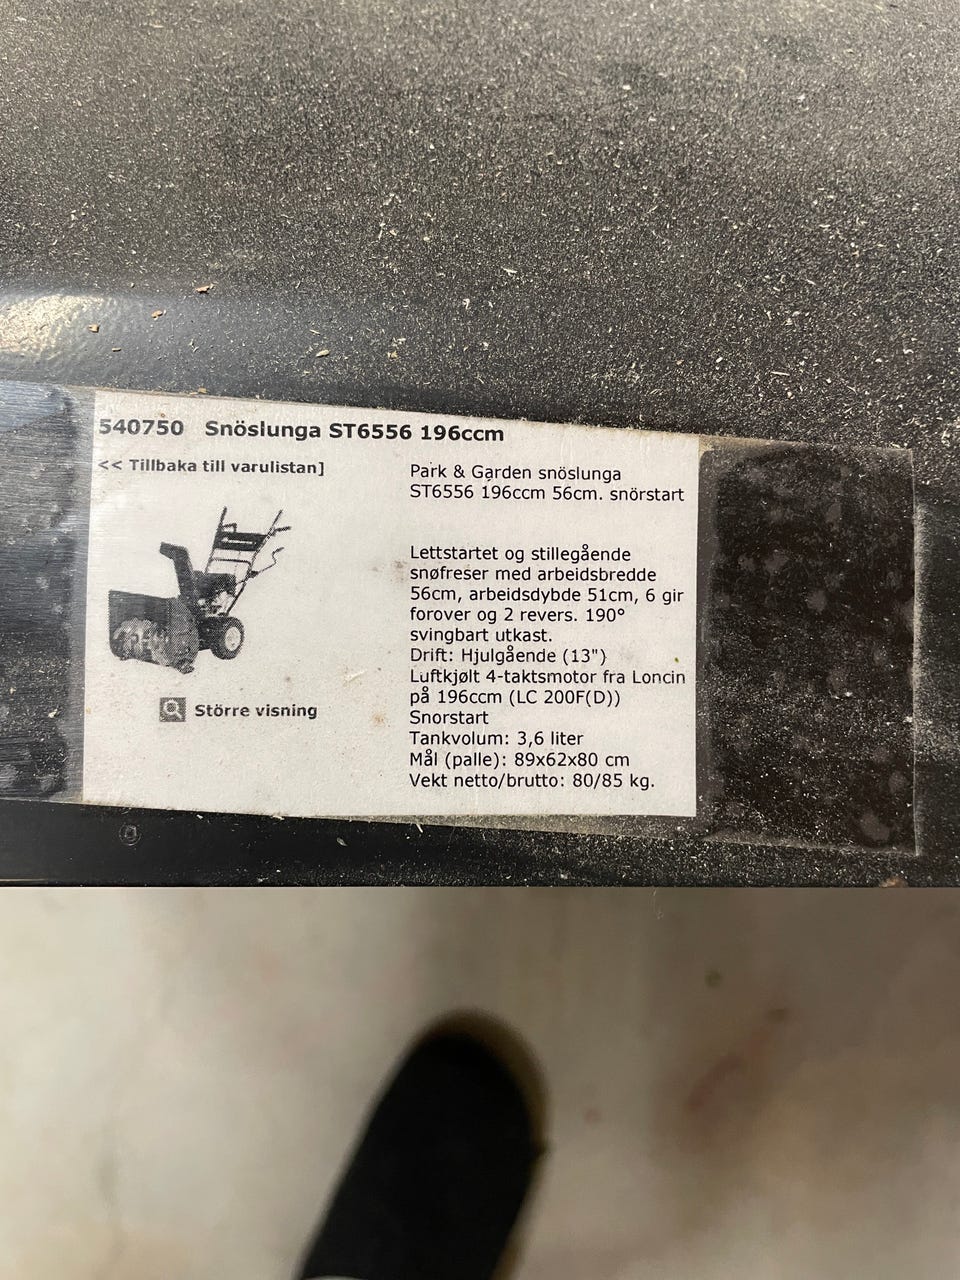 540750 Snöslunga ST6556 196ccm
<< Tillbaka till varulistan]
Park & Garden snöslunga
ST6556 196ccm 56cm. snörstart
Lettstartet og stillegående
snøfreser med arbeidsbredde
56cm, arbeidsdybde 51cm, 6 gir
forover og 2 revers. 190°
svingbart utkast.
Drift: Hjulgående (13")
Luftkjølt 4-taktsmotor fra Loncin
på 196ccm (LC 200F(D))
Snorstart
Tankvolum: 3,6 liter
Mål (palle): 89x62x80 cm
Vekt netto/brutto: 80/85 kg.
Större visning